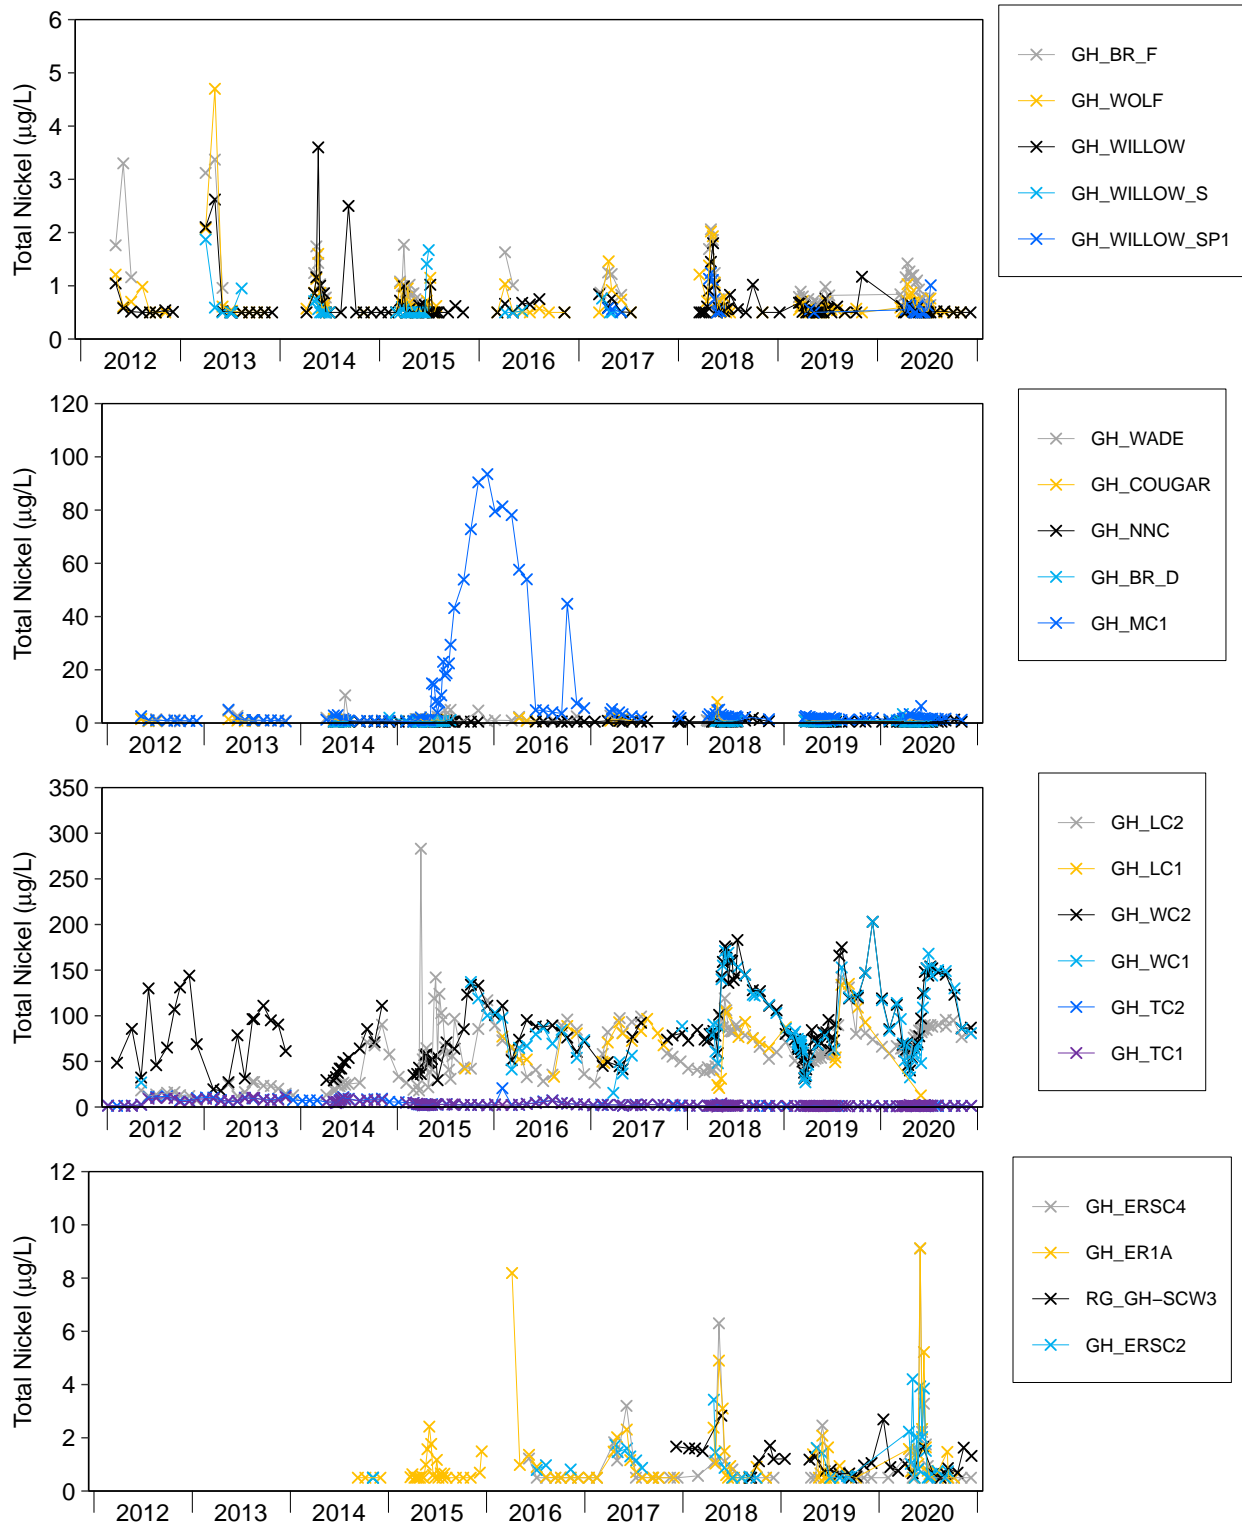 Total Nickel (µg/L)
6
5
4
3
2
1
0
2012 2013 2014 2015 2016 2017 2018 2019 2020
GH_BR_F
GH_WOLF
GH_WILLOW
GH_WILLOW_S
GH_WILLOW_SP1
Total Nickel (µg/L)
120
100
80
60
40
20
0
2012 2013 2014 2015 2016 2017 2018 2019 2020
GH_WADE
GH_COUGAR
GH_NNC
GH_BR_D
GH_MC1
Total Nickel (µg/L)
350
300
250
200
150
100
50
0
2012 2013 2014 2015 2016 2017 2018 2019 2020
GH_LC2
GH_LC1
GH_WC2
GH_WC1
GH_TC2
GH_TC1
Total Nickel (µg/L)
12
10
8
6
4
2
0
2012 2013 2014 2015 2016 2017 2018 2019 2020
GH_ERSC4
GH_ER1A
RG_GH−SCW3
GH_ERSC2